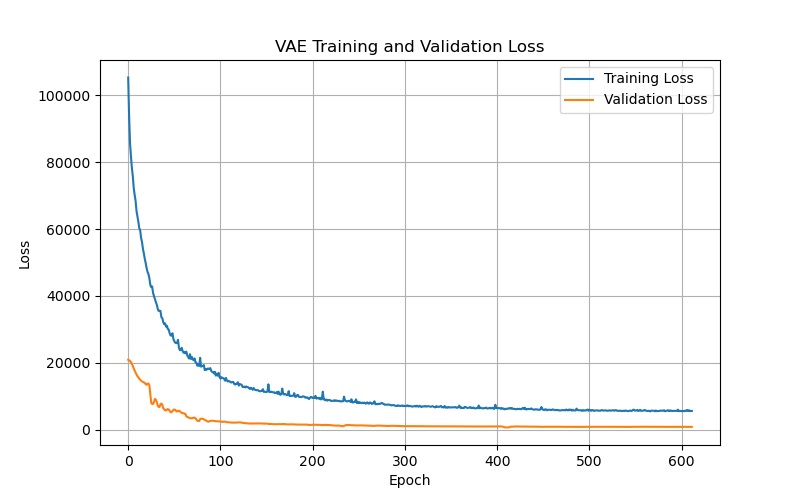 VAE Training and Validation Loss
Training Loss
Validation Loss
100000
80000
60000
40000
20000
0
Loss
0 100 200 300 400 500 600
Epoch